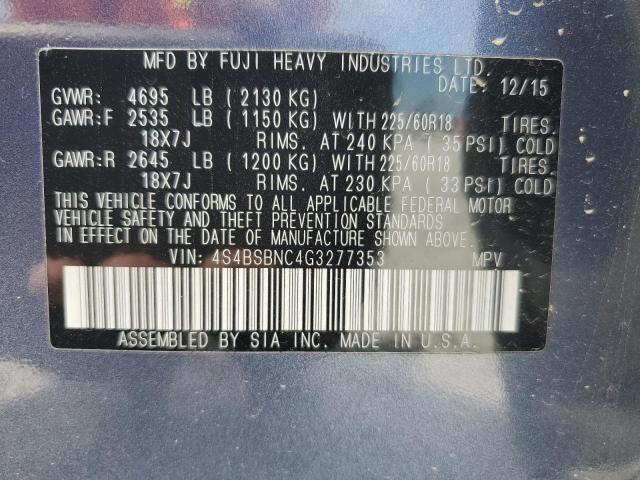 MFD BY FUJI HEAVY INDUSTRIES LTD.
DATE: 12/15
GVWR: 4695 LB (2130 KG)
GAWR:F 2535 LB (1150 KG) WITH 225/60R18 TIRES.
18X7J RIMS. AT 240 KPA (35 PSI) COLD
GAWR:R 2645 LB (1200 KG) WITH 225/60R18 TIRES.
18X7J RIMS. AT 230 KPA (33 PSI) COLD
THIS VEHICLE CONFORMS TO ALL APPLICABLE FEDERAL MOTOR
VEHICLE SAFETY AND THEFT PREVENTION STANDARDS
IN EFFECT ON THE DATE OF MANUFACTURE SHOWN ABOVE.
VIN: 4S4BSBNC4G3277353 MPV
ASSEMBLED BY SIA INC. MADE IN U.S.A.